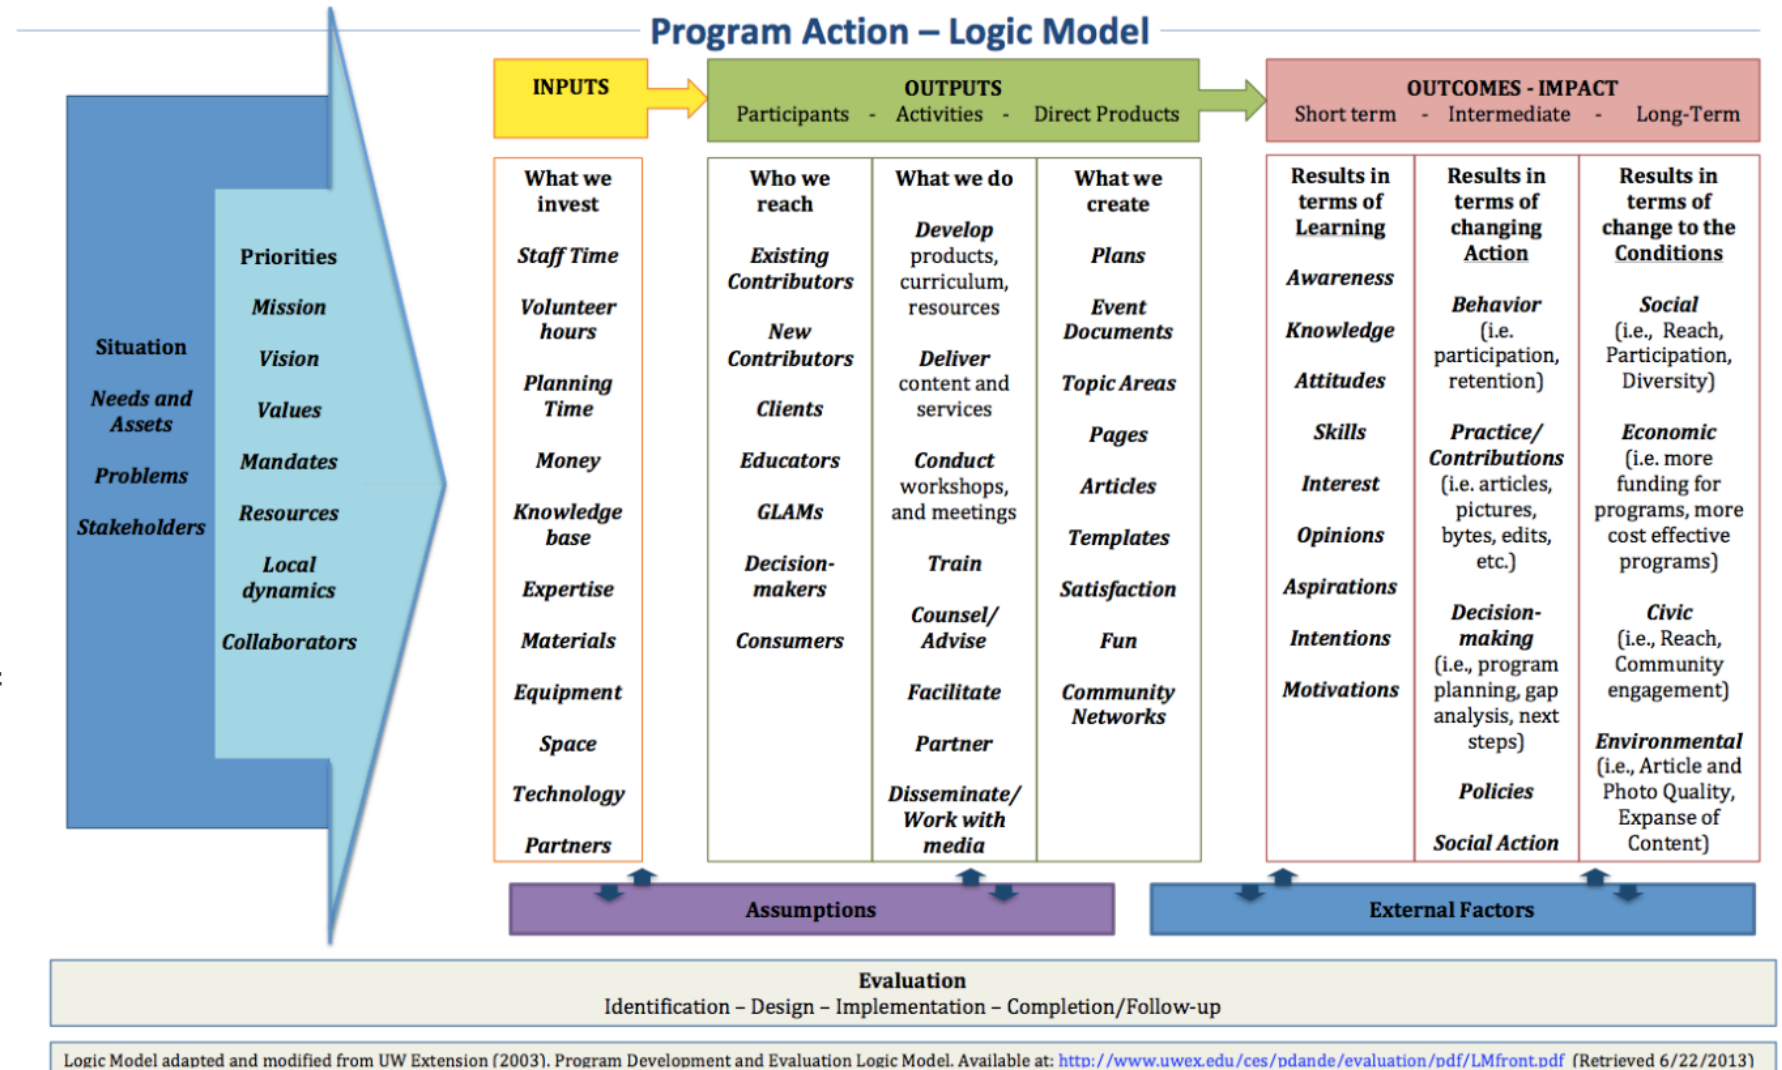 Program Action – Logic Model
Situation
Needs and
Assets
Problems
Stakeholders
Priorities
Mission
Vision
Values
Mandates
Resources
Local
dynamics
Collaborators
INPUTS
What we
invest
Staff Time
Volunteer
hours
Planning
Time
Money
Knowledge
base
Expertise
Materials
Equipment
Space
Technology
Partners
OUTPUTS
Participants - Activities - Direct Products
Who we
reach
Existing
Contributors
New
Contributors
Clients
Educators
GLAMs
Decision-
makers
Consumers
What we do
Develop
products,
curriculum,
resources
Deliver
content and
services
Conduct
workshops,
and meetings
Train
Counsel/
Advise
Facilitate
Partner
Disseminate/
Work with
media
What we
create
Plans
Event
Documents
Topic Areas
Pages
Articles
Templates
Satisfaction
Fun
Community
Networks
OUTCOMES - IMPACT
Short term - Intermediate - Long-Term
Results in
terms of
Learning
Awareness
Knowledge
Attitudes
Skills
Interest
Opinions
Aspirations
Intentions
Motivations
Results in
terms of
changing
Action
Behavior
(i.e.
participation,
retention)
Practice/
Contributions
(i.e. articles,
pictures,
bytes, edits,
etc.)
Decision-
making
(i.e., program
planning, gap
analysis, next
steps)
Policies
Social Action
Results in
terms of
change to the
Conditions
Social
(i.e., Reach,
Participation,
Diversity)
Economic
(i.e. more
funding for
programs, more
cost effective
programs)
Civic
(i.e., Reach,
Community
engagement)
Environmental
(i.e., Article and
Photo Quality,
Expanse of
Content)
Assumptions
External Factors
Evaluation
Identification – Design – Implementation – Completion/Follow-up
Logic Model adapted and modified from UW Extension (2003). Program Development and Evaluation Logic Model. Available at: http://www.uwex.edu/ces/pdande/evaluation/pdf/LMfront.pdf (Retrieved 6/22/2013)